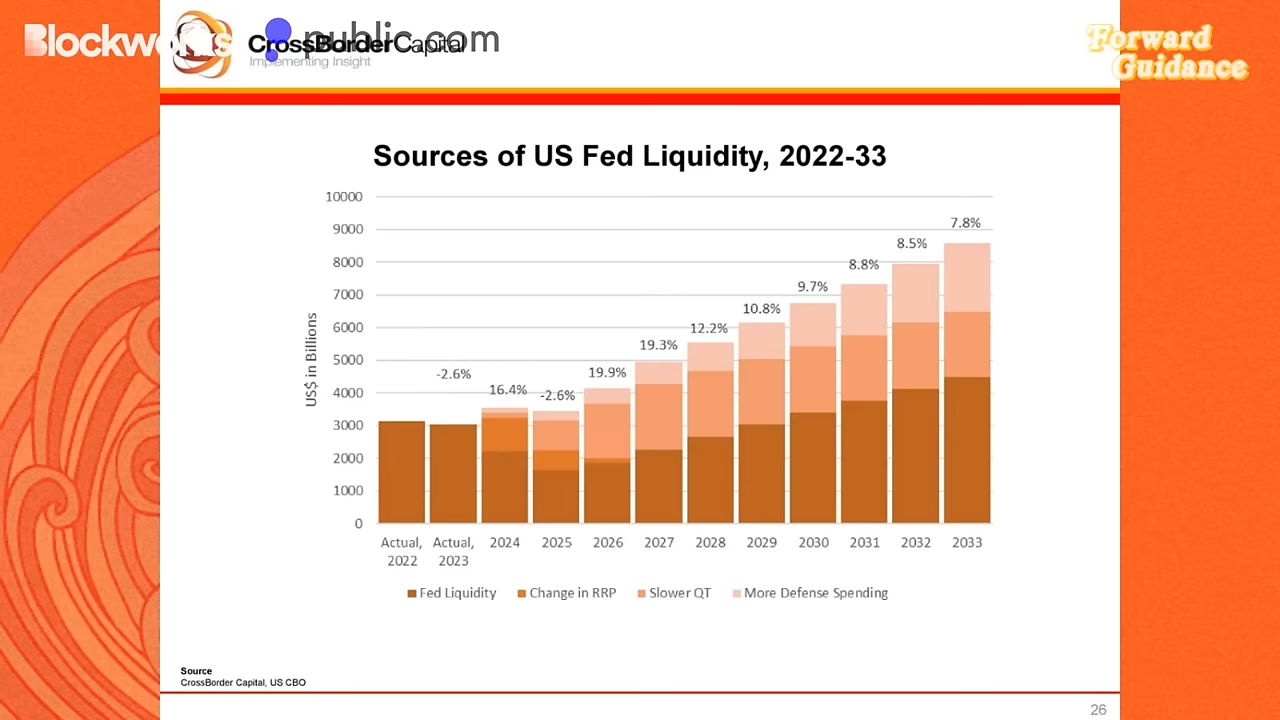 Blockworks
public.com
CrossBorderCapital
Implementing Insight
Forward
Guidance
Sources of US Fed Liquidity, 2022-33
US$ in Billions
10000
9000
8000
7000
6000
5000
4000
3000
2000
1000
0
-2.6%
16.4%
-2.6%
19.9%
19.3%
12.2%
10.8%
9.7%
8.8%
8.5%
7.8%
Actual, 2022
Actual, 2023
2024
2025
2026
2027
2028
2029
2030
2031
2032
2033
Fed Liquidity Change in RRP Slower QT More Defense Spending
Source
CrossBorder Capital, US CBO
26